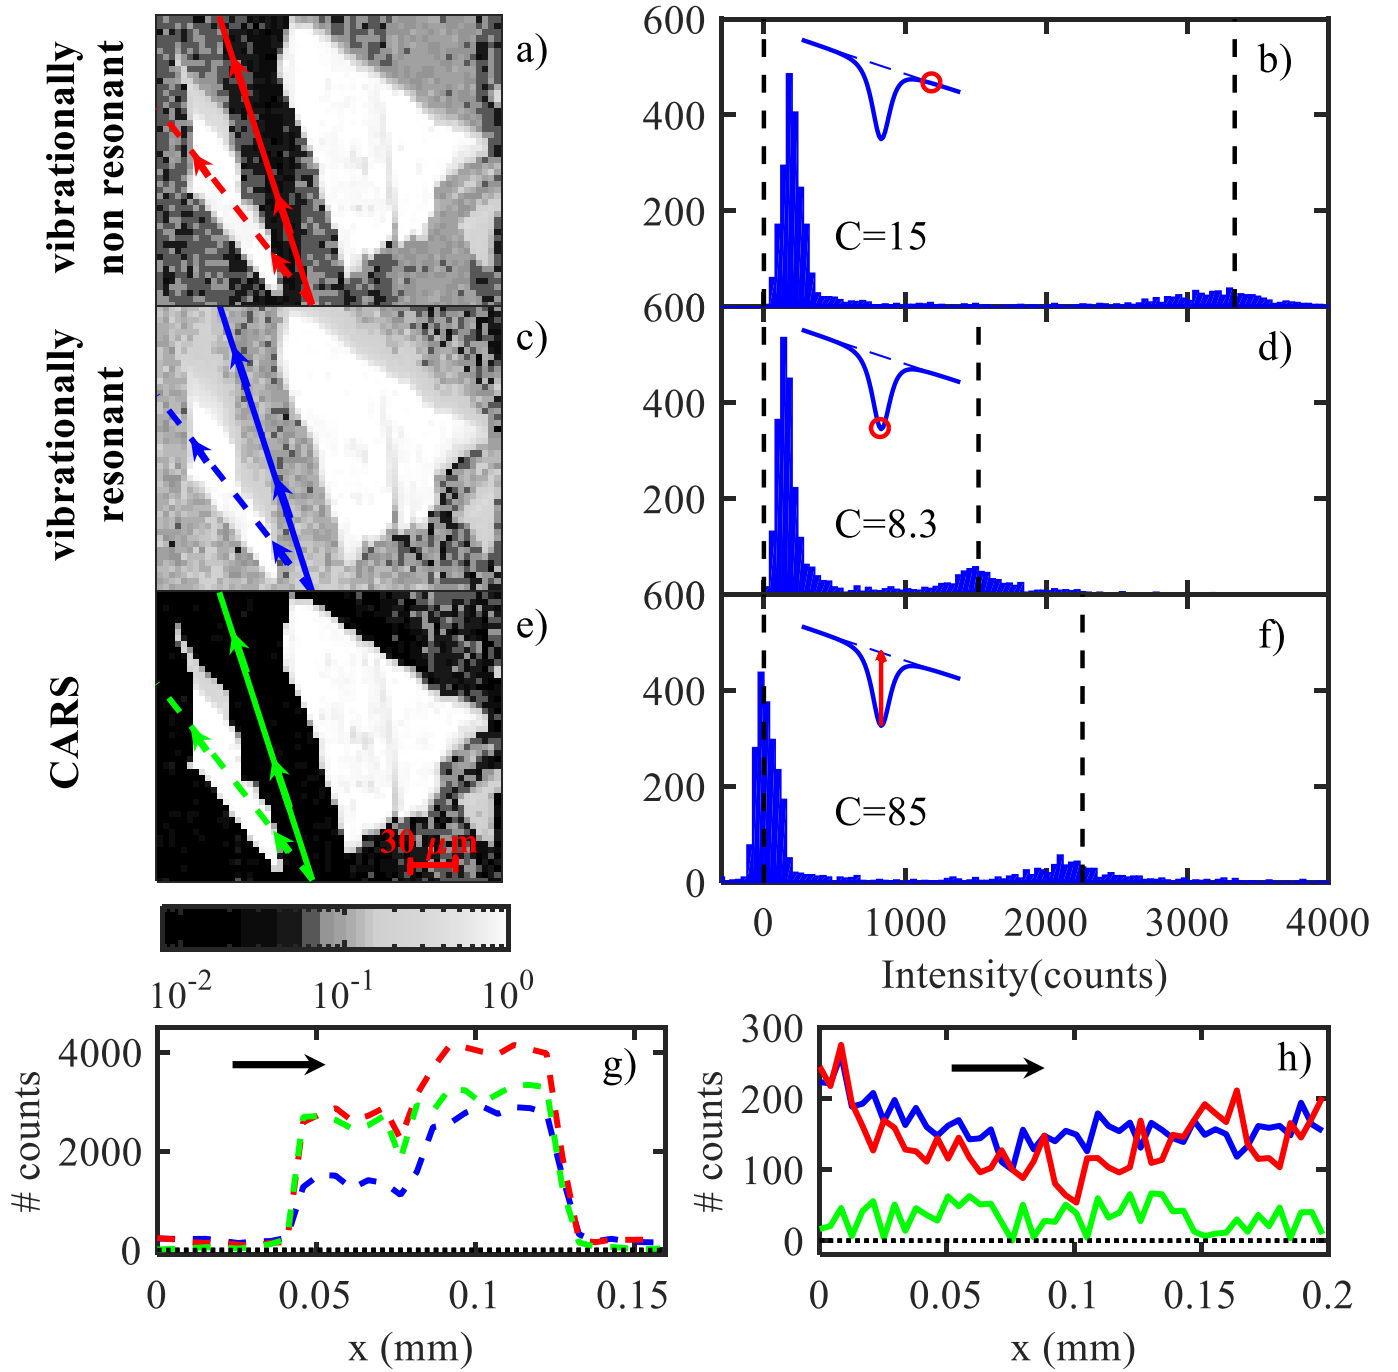 vibrationally
non resonant
a)
600
400
200
b)
C=15
vibrationally
resonant
c)
600
400
200
d)
C=8.3
CARS
e)
30 μm
600
400
200
0
f)
C=85
0 1000 2000 3000 4000
Intensity(counts)
10-2 10-1 100
# counts
4000
2000
0
g)
0 0.05 0.1 0.15
x (mm)
# counts
300
200
100
0
h)
0 0.05 0.1 0.15 0.2
x (mm)